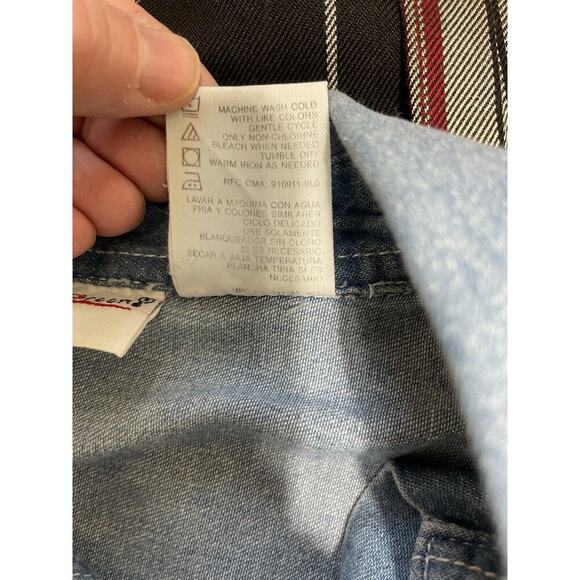 MACHINE WASH COLD
WITH LIKE COLORS
GENTLE CYCLE
ONLY NON-CHLORINE
BLEACH WHEN NEEDED
TUMBLE DRY
WARM IRON AS NEEDED
RFC CMA:
LAVAR A MAQUINA CON AGUA
FRIA Y COLORES SIMILARES
CICLO DELICADO
USE SOLAMENTE
BLANQUEADOR SIN CLORO
SI ES NECESARIO
SECAR A BAJA TEMPERATURA
PLANCHA TIBIA SI ES
NECESARIO